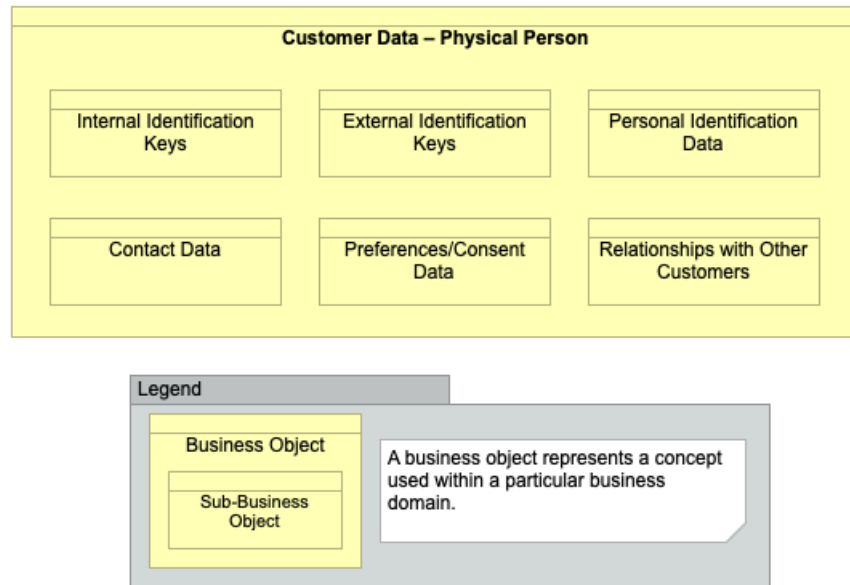 Customer Data – Physical Person
Internal Identification
Keys
External Identification
Keys
Personal Identification
Data
Contact Data
Preferences/Consent
Data
Relationships with Other
Customers
Legend
Business Object
Sub-Business
Object
A business object represents a concept
used within a particular business
domain.